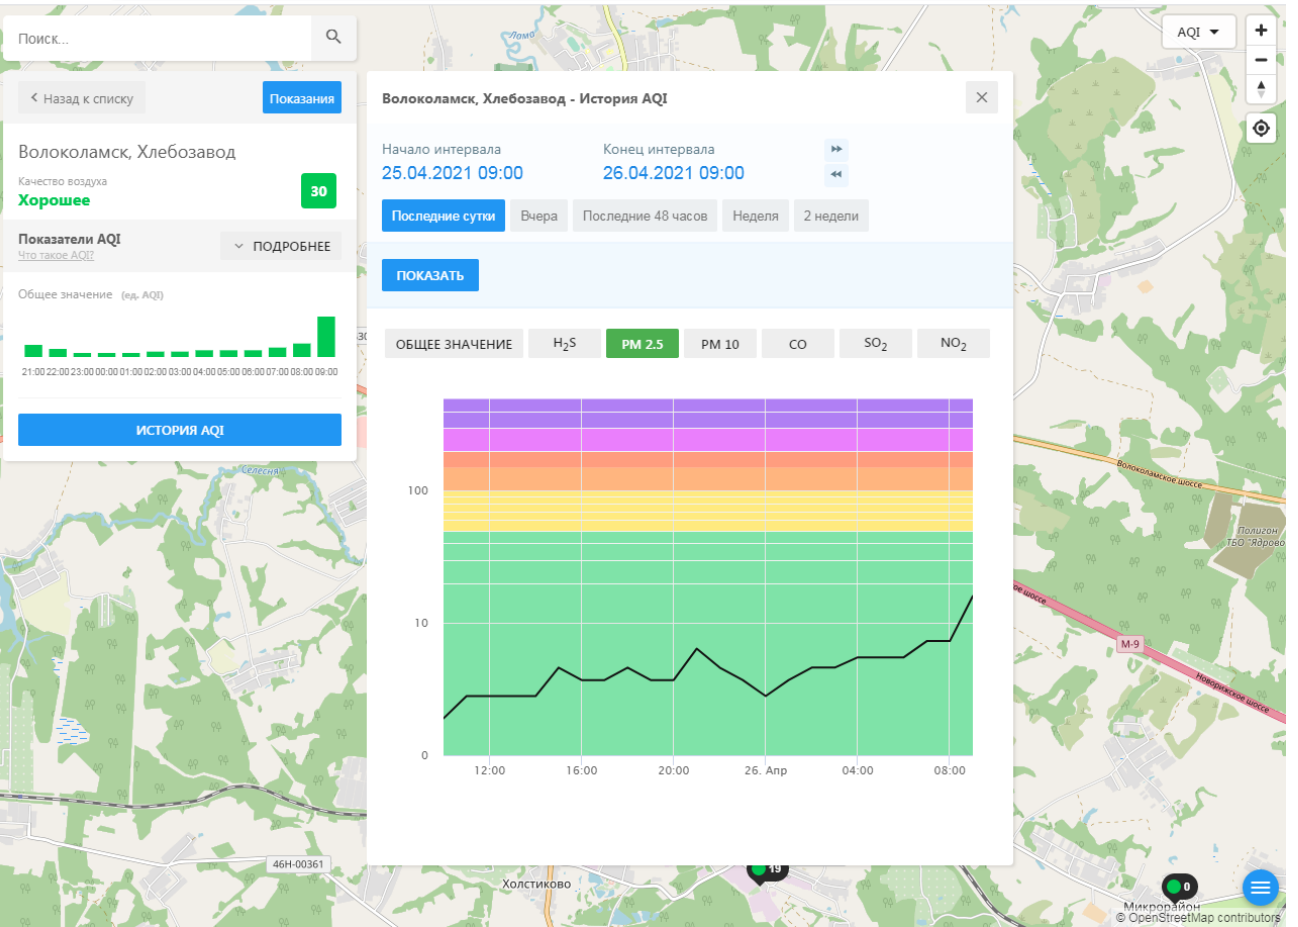 Поиск...
AQI
Лама
Назад к списку
Показания
Волоколамск, Хлебозавод
Качество воздуха
Хорошее
30
Показатели AQI
Что такое AQI?
ПОДРОБНЕЕ
Общее значение (ед. AQI)
21:00 22:00 23:00 00:00 01:00 02:00 03:00 04:00 05:00 06:00 07:00 08:00 09:00
ИСТОРИЯ AQI
Волоколамск, Хлебозавод - История AQI
Начало интервала
Конец интервала
25.04.2021 09:00
26.04.2021 09:00
Последние сутки
Вчера
Последние 48 часов
Неделя
2 недели
ПОКАЗАТЬ
ОБЩЕЕ ЗНАЧЕНИЕ
H₂S
PM 2.5
PM 10
CO
SO₂
NO₂
100
10
0
12:00
16:00
20:00
26. Апр
04:00
08:00
Селесня
Волоколамское шоссе
Полигон
ТБО "Ядрово
М-9
Новорижское шоссе
46Н-00361
Холстиково
19
0
Микрорайон
© OpenStreetMap contributors